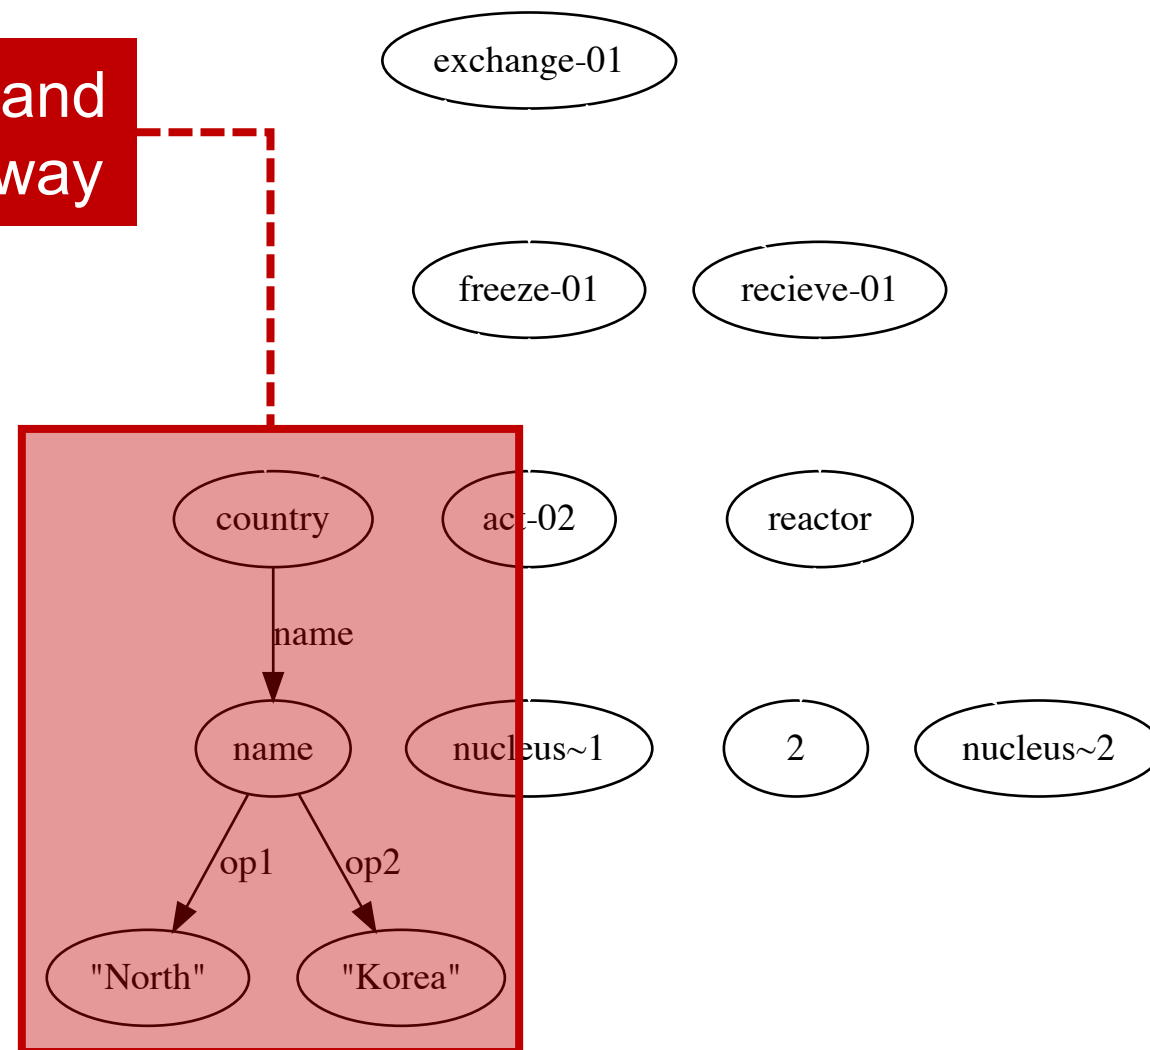 exchange-01
and
way
freeze-01 recieve-01
country act-02 reactor
name
name nucleus~1 2 nucleus~2
op1 op2
"North" "Korea"